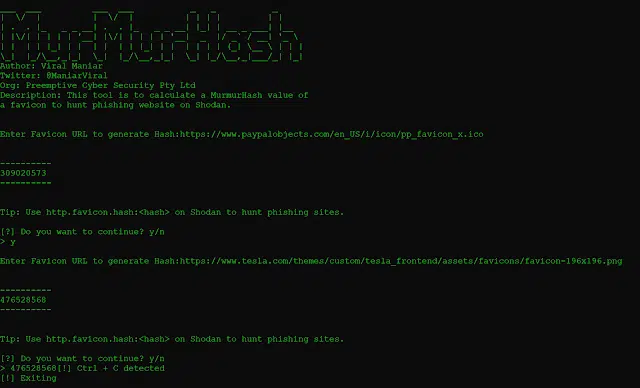 MurMurHash
Author: Viral Maniar
Twitter: @ManiarViral
Org: Preemptive Cyber Security Pty Ltd
Description: This tool is to calculate a MurmurHash value of
a favicon to hunt phishing website on Shodan.
Enter Favicon URL to generate Hash:https://www.paypalobjects.com/en_US/i/icon/pp_favicon_x.ico
----------
309020573
----------
Tip: Use http.favicon.hash:<hash> on Shodan to hunt phishing sites.
[?] Do you want to continue? y/n
> y
Enter Favicon URL to generate Hash:https://www.tesla.com/themes/custom/tesla_frontend/assets/favicons/favicon-196x196.png
----------
476528568
----------
Tip: Use http.favicon.hash:<hash> on Shodan to hunt phishing sites.
[?] Do you want to continue? y/n
> 476528568[!] Ctrl + C detected
[!] Exiting